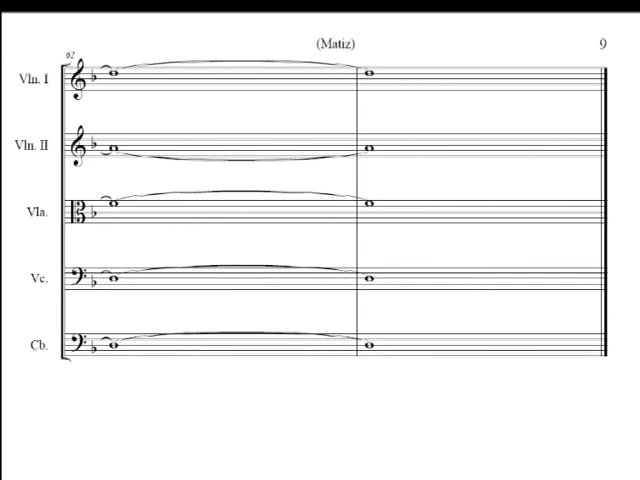 (Matiz)
9
62
Vln. I
Vln. II
Vla.
Vc.
Cb.